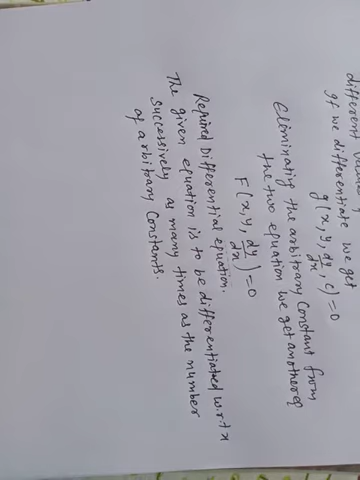 different
If we differentiate we get
g(x, y, dy/dx, c) = 0
Eliminating the arbitrary Constant from
the two equation we get another eq
F(x, y, dy/dx) = 0
Required Differential equation.
The given equation is to be differentiated w.r.t x
Successively as many times as the number
of arbitrary Constants.